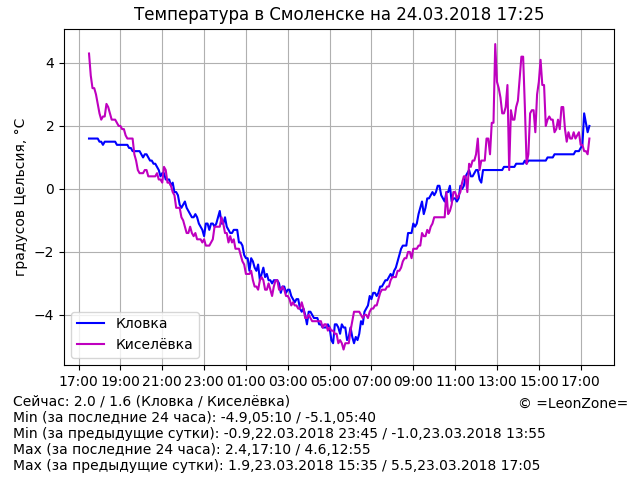 Температура в Смоленске на 24.03.2018 17:25
градусов Цельсия, °C
4
2
0
−2
−4
Кловка
Киселёвка
17:00 19:00 21:00 23:00 01:00 03:00 05:00 07:00 09:00 11:00 13:00 15:00 17:00
Сейчас: 2.0 / 1.6 (Кловка / Киселёвка)
© =LeonZone=
Min (за последние 24 часа): -4.9,05:10 / -5.1,05:40
Min (за предыдущие сутки): -0.9,22.03.2018 23:45 / -1.0,23.03.2018 13:55
Max (за последние 24 часа): 2.4,17:10 / 4.6,12:55
Max (за предыдущие сутки): 1.9,23.03.2018 15:35 / 5.5,23.03.2018 17:05